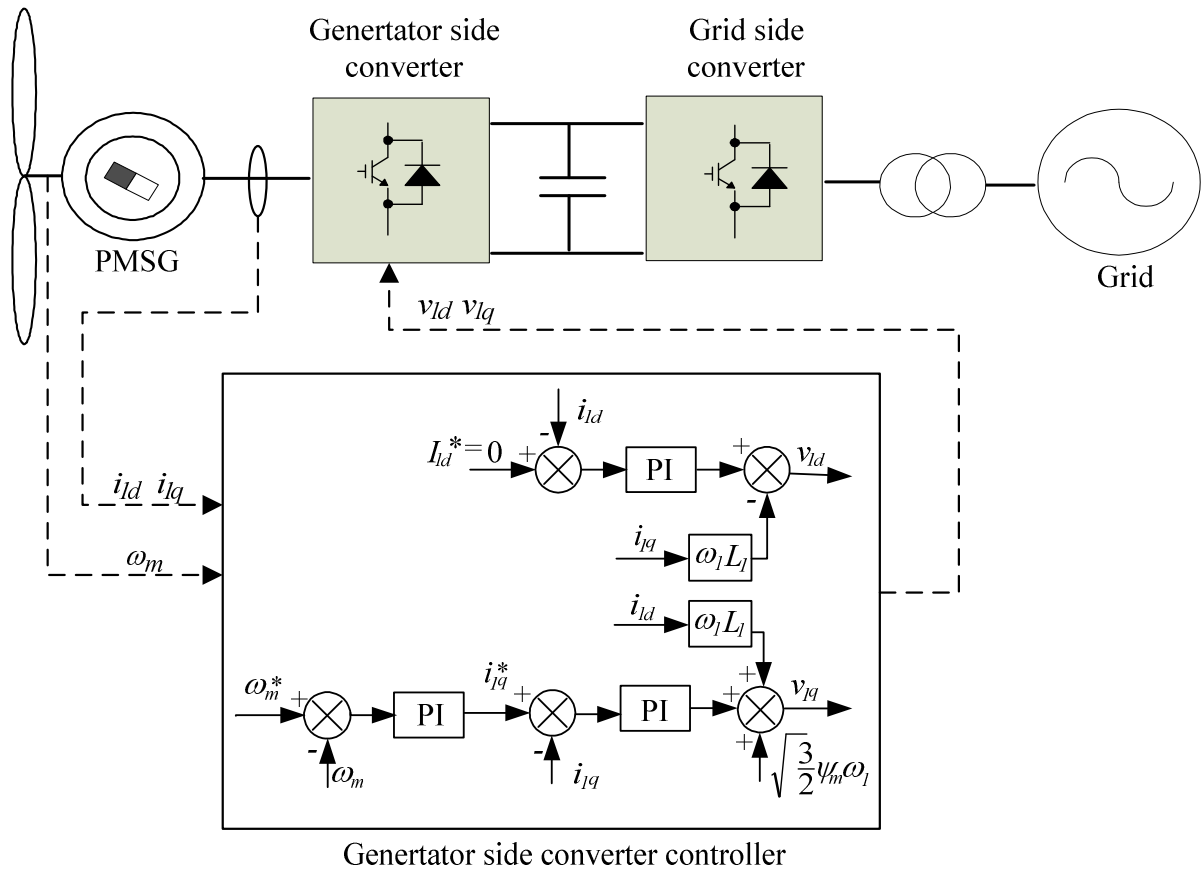 Genertator side
converter
Grid side
converter
PMSG
Grid
v1d v1q
i1d
-
I1d*=0
+
PI
+
v1d
-
i1d i1q
i1q
ω1L1
ωm
i1d
ω1L1
ωm*
+
PI
i1q*
+
PI
+
+
v1q
-
ωm
-
i1q
+
√3/2 ψmω1
Genertator side converter controller